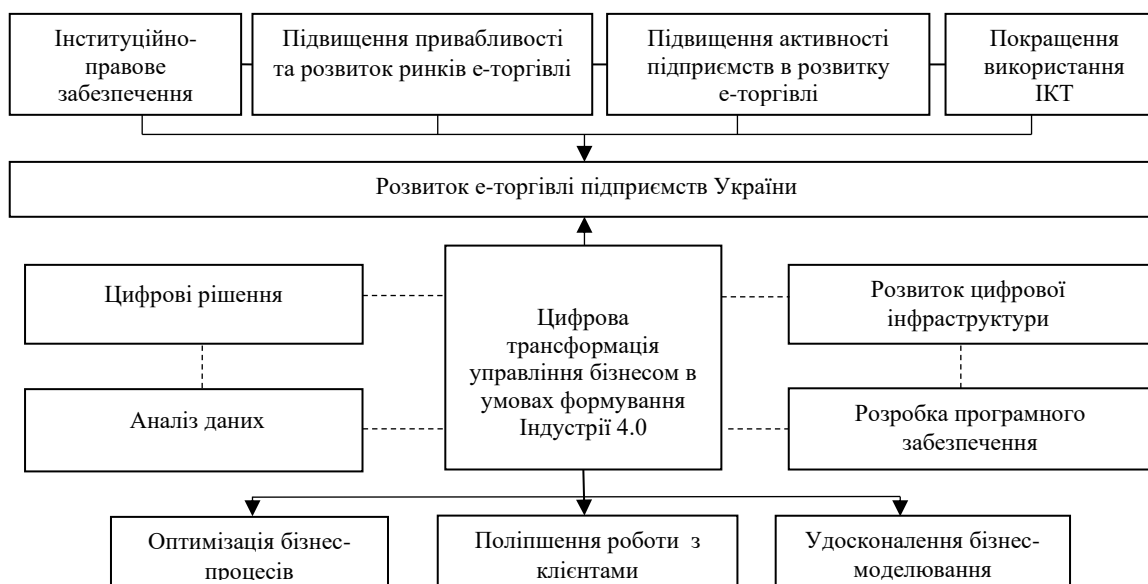 Інституційно-
правове
забезпечення
Підвищення привабливості
та розвиток ринків е-торгівлі
Підвищення активності
підприємств в розвитку
е-торгівлі
Покращення
використання
ІКТ
Розвиток е-торгівлі підприємств України
Цифрові рішення
Цифрова
трансформація
управління бізнесом в
умовах формування
Індустрії 4.0
Розвиток цифрової
інфраструктури
Аналіз даних
Розробка програмного
забезпечення
Оптимізація бізнес-
процесів
Поліпшення роботи з
клієнтами
Удосконалення бізнес-
моделювання